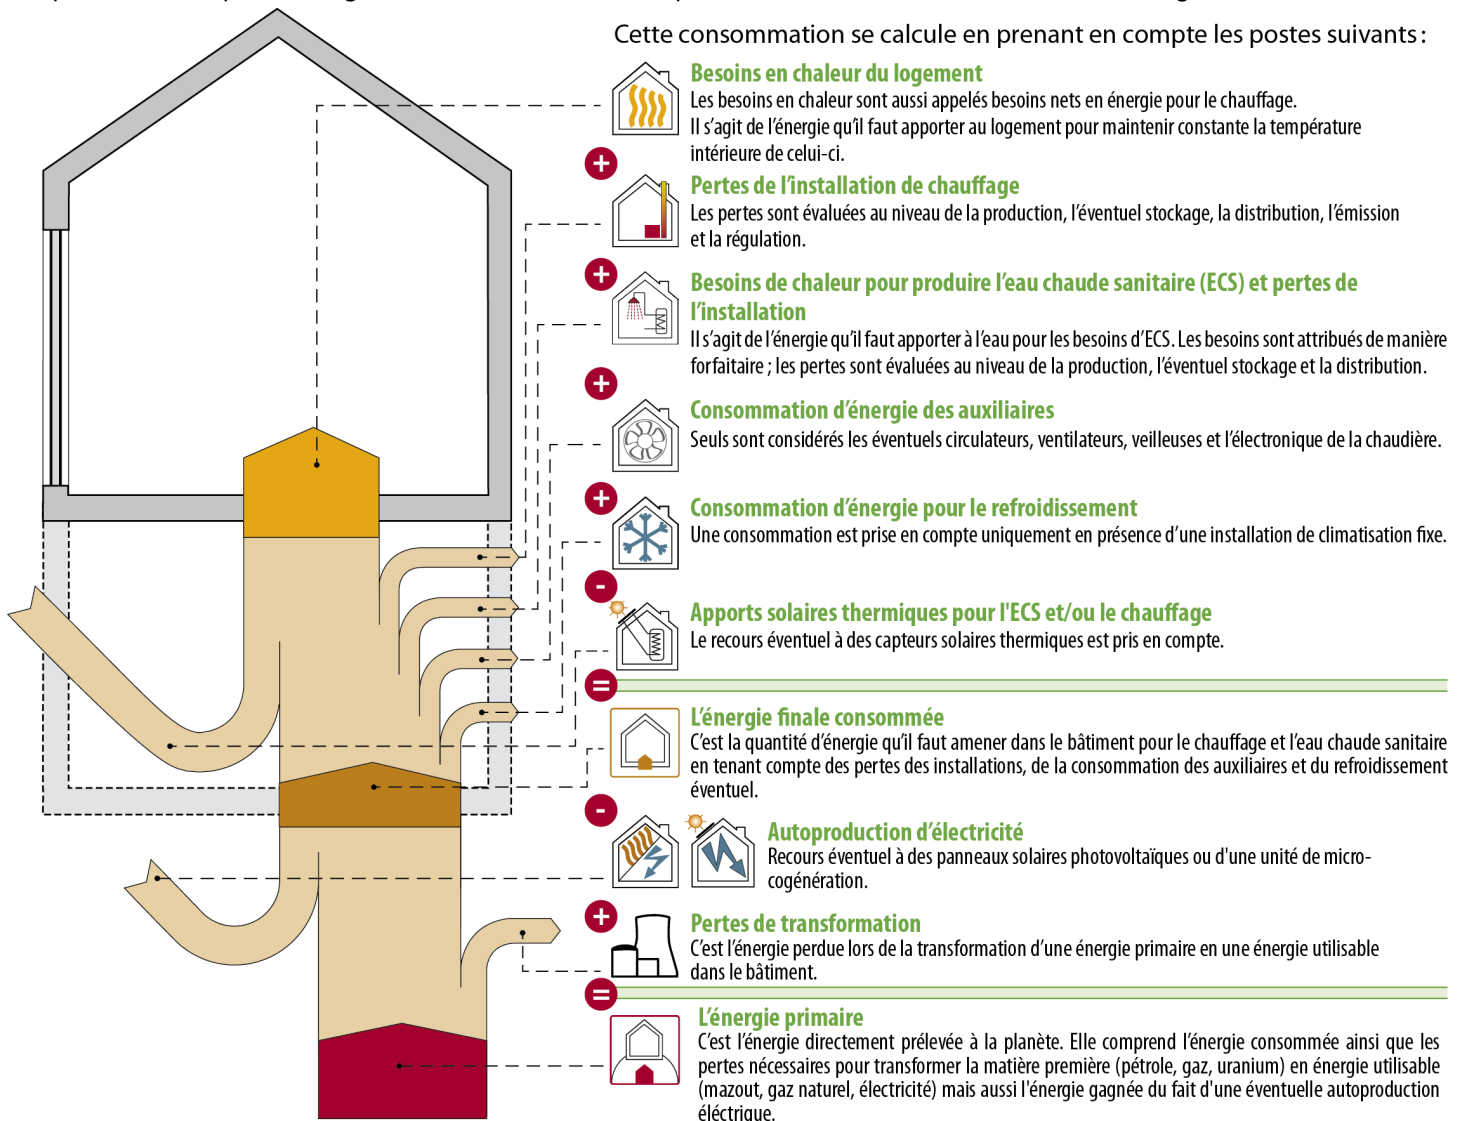 Cette consommation se calcule en prenant en compte les postes suivants :
Besoins en chaleur du logement
Les besoins en chaleur sont aussi appelés besoins nets en énergie pour le chauffage.
Il s’agit de l’énergie qu’il faut apporter au logement pour maintenir constante la température
intérieure de celui-ci.
+
Pertes de l’installation de chauffage
Les pertes sont évaluées au niveau de la production, l’éventuel stockage, la distribution, l’émission
et la régulation.
+
Besoins de chaleur pour produire l’eau chaude sanitaire (ECS) et pertes de
l’installation
Il s’agit de l’énergie qu’il faut apporter à l’eau pour les besoins d’ECS. Les besoins sont attribués de manière
forfaitaire ; les pertes sont évaluées au niveau de la production, l’éventuel stockage et la distribution.
+
Consommation d’énergie des auxiliaires
Seuls sont considérés les éventuels circulateurs, ventilateurs, veilleuses et l’électronique de la chaudière.
+
Consommation d’énergie pour le refroidissement
Une consommation est prise en compte uniquement en présence d’une installation de climatisation fixe.
-
Apports solaires thermiques pour l'ECS et/ou le chauffage
Le recours éventuel à des capteurs solaires thermiques est pris en compte.
=
L’énergie finale consommée
C’est la quantité d’énergie qu’il faut amener dans le bâtiment pour le chauffage et l’eau chaude sanitaire
en tenant compte des pertes des installations, de la consommation des auxiliaires et du refroidissement
éventuel.
-
Autoproduction d’électricité
Recours éventuel à des panneaux solaires photovoltaïques ou d'une unité de micro-
cogénération.
+
Pertes de transformation
C’est l’énergie perdue lors de la transformation d’une énergie primaire en une énergie utilisable
dans le bâtiment.
=
L’énergie primaire
C’est l’énergie directement prélevée à la planète. Elle comprend l’énergie consommée ainsi que les
pertes nécessaires pour transformer la matière première (pétrole, gaz, uranium) en énergie utilisable
(mazout, gaz naturel, électricité) mais aussi l'énergie gagnée du fait d'une éventuelle autoproduction
électrique.